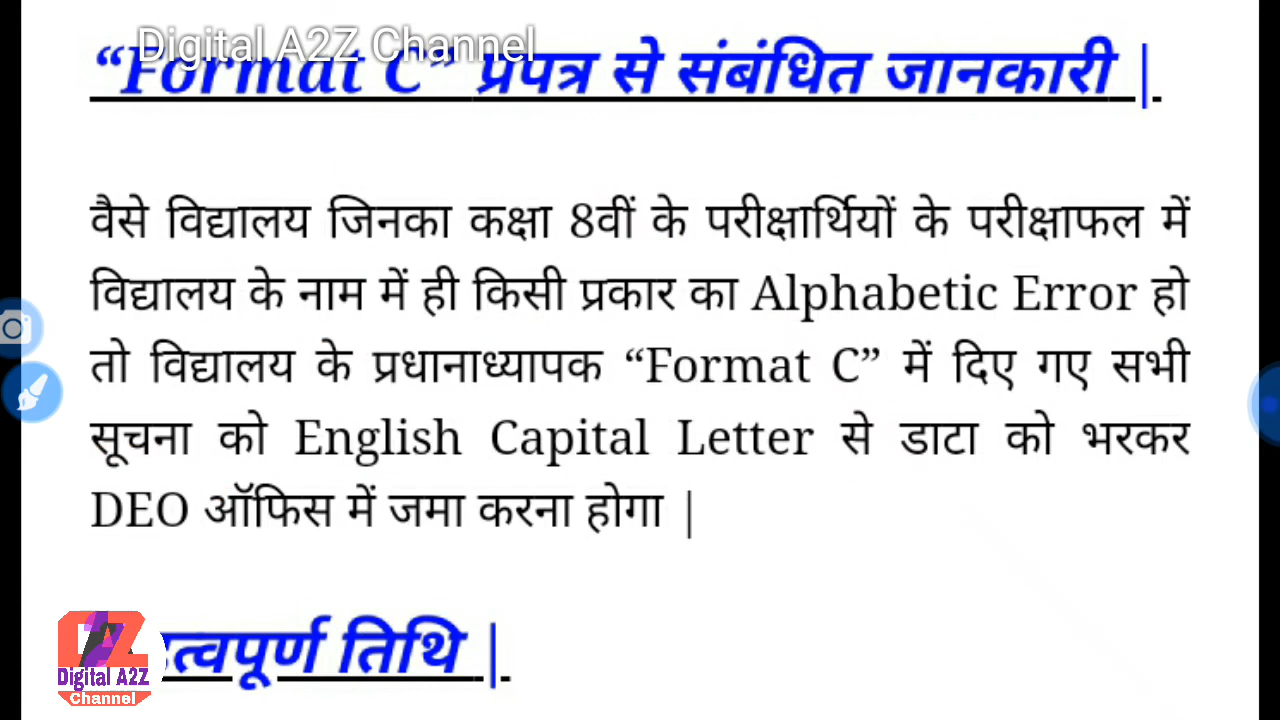 Digital A2Z Channel
“Format C” प्रपत्र से संबंधित जानकारी |
वैसे विद्यालय जिनका कक्षा 8वीं के परीक्षार्थियों के परीक्षाफल में
विद्यालय के नाम में ही किसी प्रकार का Alphabetic Error हो
तो विद्यालय के प्रधानाध्यापक “Format C” में दिए गए सभी
सूचना को English Capital Letter से डाटा को भरकर
DEO ऑफिस में जमा करना होगा |
तिथि |
AZ
Digital A2Z
Channel